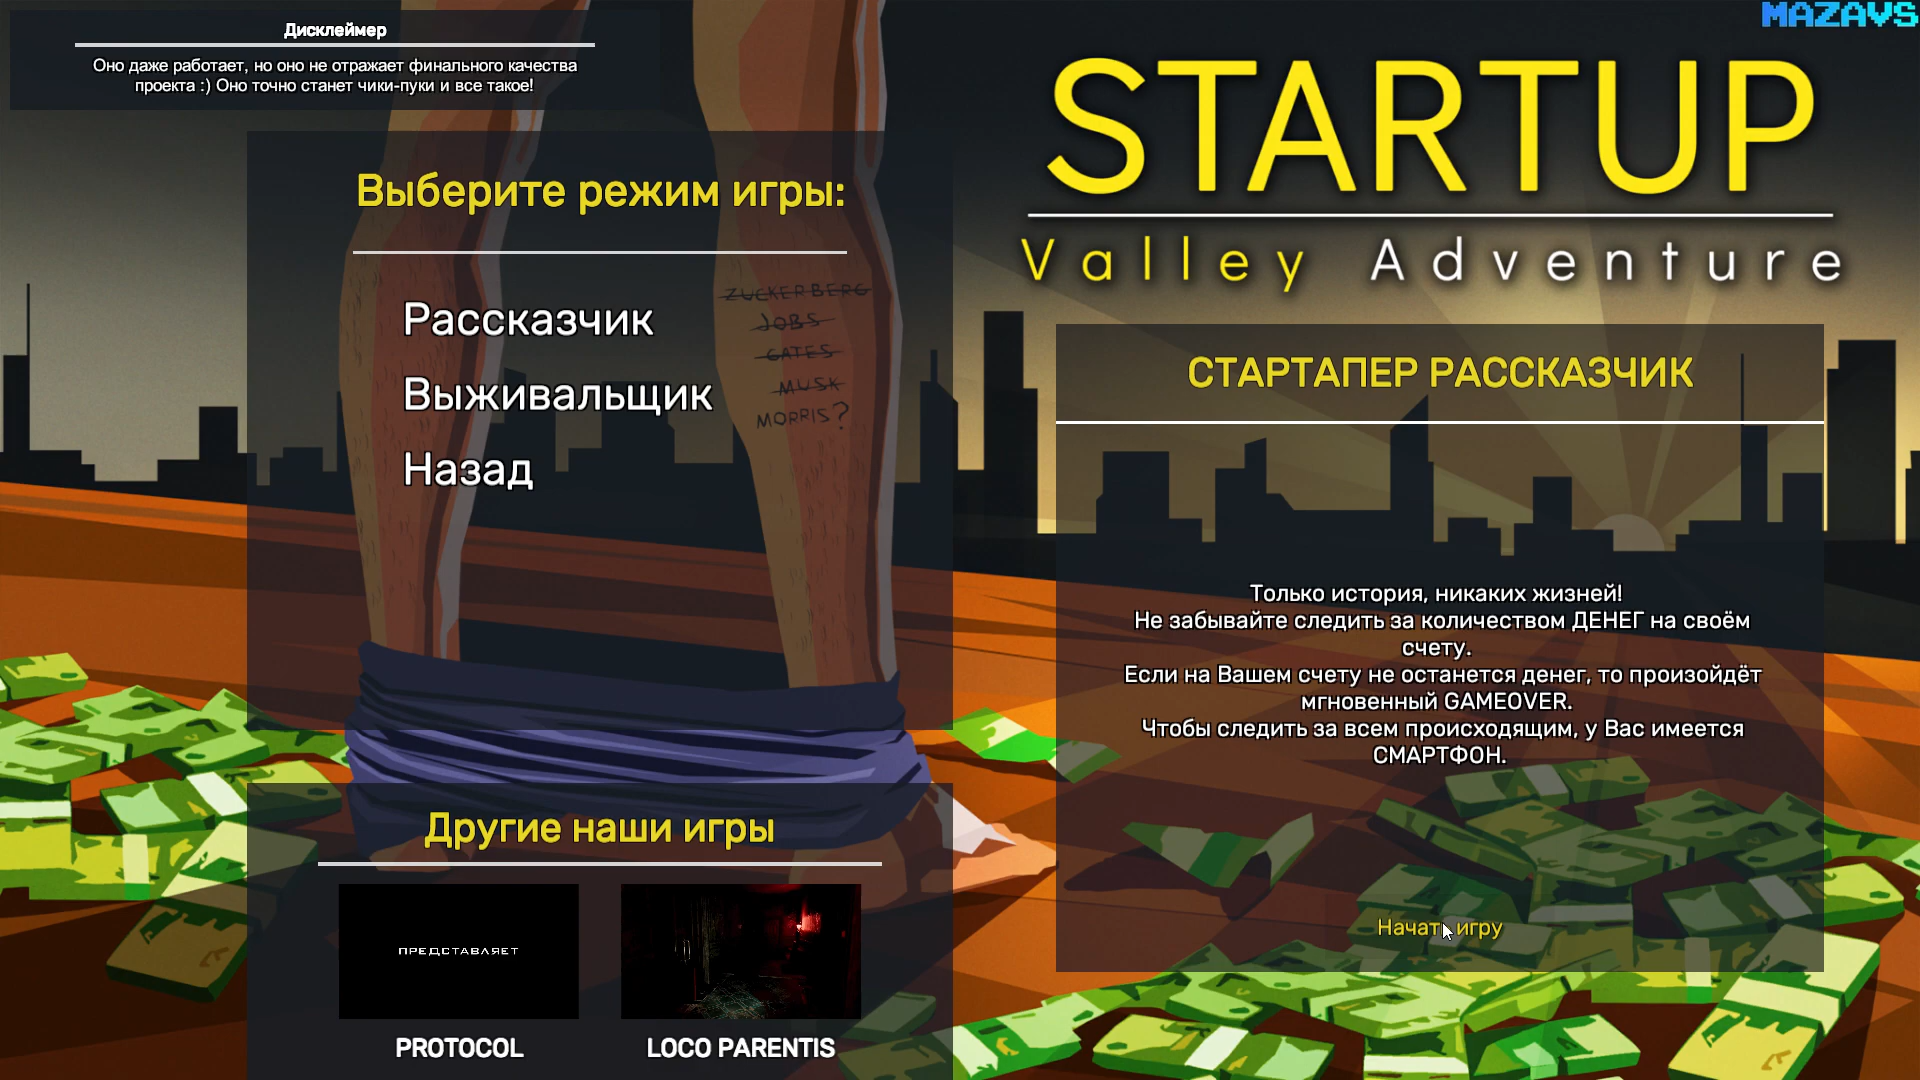 Дисклеймер
Оно даже работает, но оно не отражает финального качества
проекта :) Оно точно станет чики-пуки и все такое!
MAZAVS
STARTUP
Valley Adventure
Выберите режим игры:
Рассказчик
Выживальщик
Назад
ZUCKERBERG
JOBS
GATES
MUSK
MORRIS?
СТАРТАПЕР РАССКАЗЧИК
Только история, никаких жизней!
Не забывайте следить за количеством ДЕНЕГ на своём
счету.
Если на Вашем счету не останется денег, то произойдёт
мгновенный GAMEOVER.
Чтобы следить за всем происходящим, у Вас имеется
СМАРТФОН.
Начать игру
Другие наши игры
ПРЕДСТАВЛЯЕТ
PROTOCOL
LOCO PARENTIS